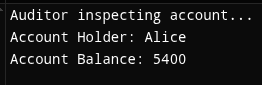 Auditor inspecting account...
Account Holder: Alice
Account Balance: 5400